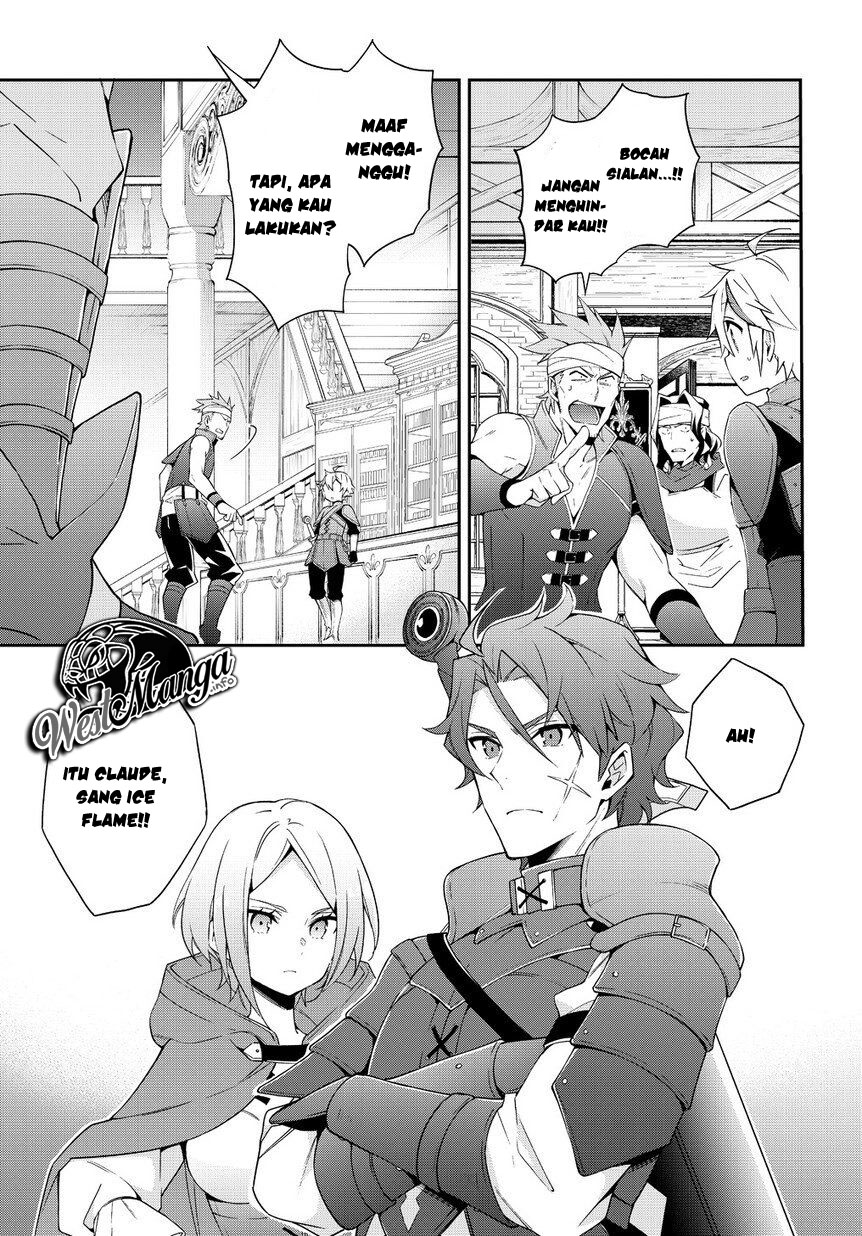 BOCAH
SIALAN...!!
JANGAN
MENGHIN-
DAR KAU!!
MAAF
MENGGA-
NGGU!
TAPI, APA
YANG KAU
LAKUKAN?
AH!
WestManga
.info
ITU CLAUDE,
SANG ICE
FLAME!!